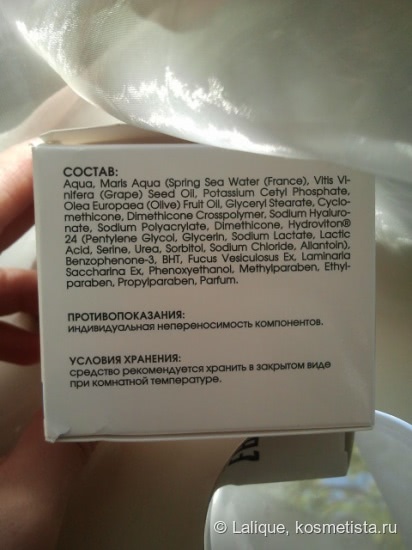 СОСТАВ:
Aqua, Maris Aqua (Spring Sea Water (France), Vitis Vi-
nifera (Grape) Seed Oil, Potassium Cetyl Phosphate,
Olea Europaea (Olive) Fruit Oil, Glyceryl Stearate, Cyclo-
methicone, Dimethicone Crosspolymer, Sodium Hyaluro-
nate, Sodium Polyacrylate, Dimethicone, Hydroviton®
24 (Pentylene Glycol, Glycerin, Sodium Lactate, Lactic
Acid, Serine, Urea, Sorbitol, Sodium Chloride, Allantoin),
Benzophenone-3, BHT, Fucus Vesiculosus Ex, Laminaria
Saccharina Ex, Phenoxyethanol, Methylparaben, Ethyl-
paraben, Propylparaben, Parfum.
ПРОТИВОПОКАЗАНИЯ:
индивидуальная непереносимость компонентов.
УСЛОВИЯ ХРАНЕНИЯ:
средство рекомендуется хранить в закрытом виде
при комнатной температуре.
© Lalique, kosmetista.ru